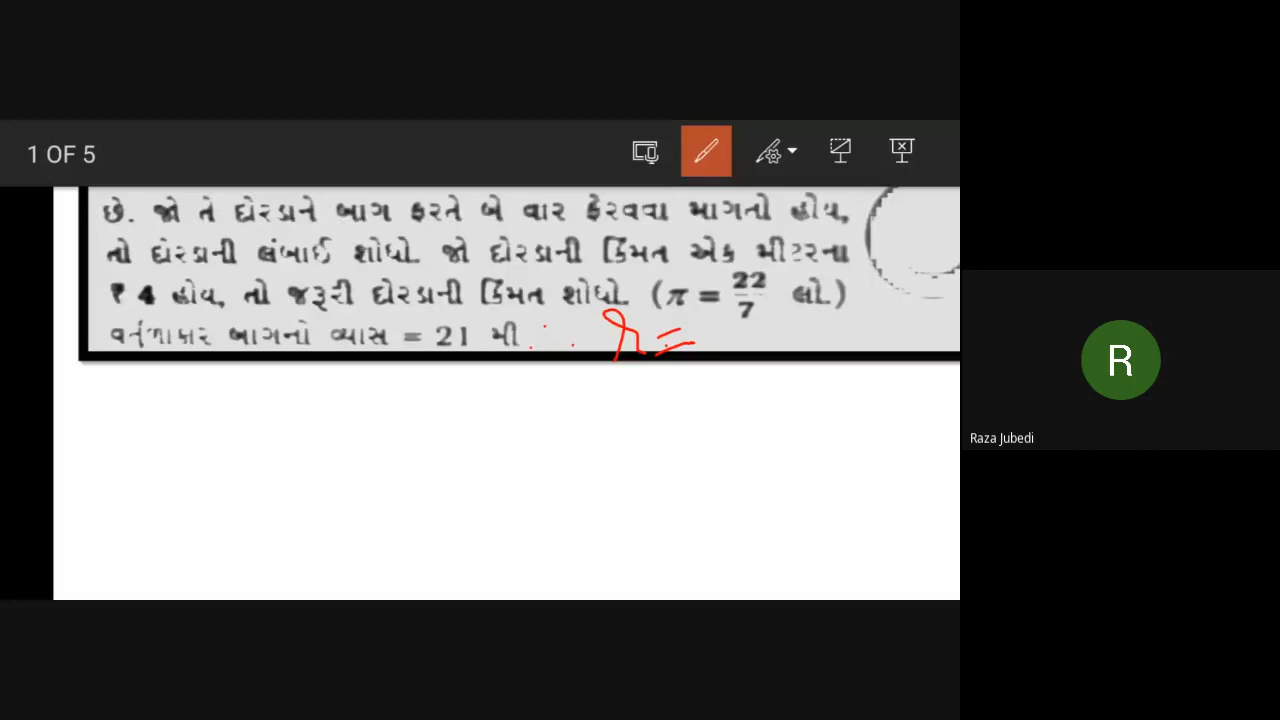 1 OF 5
છે. જો તે દોરડાને બાગ ફરતે બે વાર ફેરવવા માગતો હોય,
તો દોરડાની લંબાઈ શોધો. જો દોરડાની કિંમત એક મીટરના
₹ 4 હોય, તો જરૂરી દોરડાની કિંમત શોધો. (π = 22/7 લો.)
વર્તુળાકાર બાગનો વ્યાસ = 21 મી ∴ r =
R
Raza Jubedi